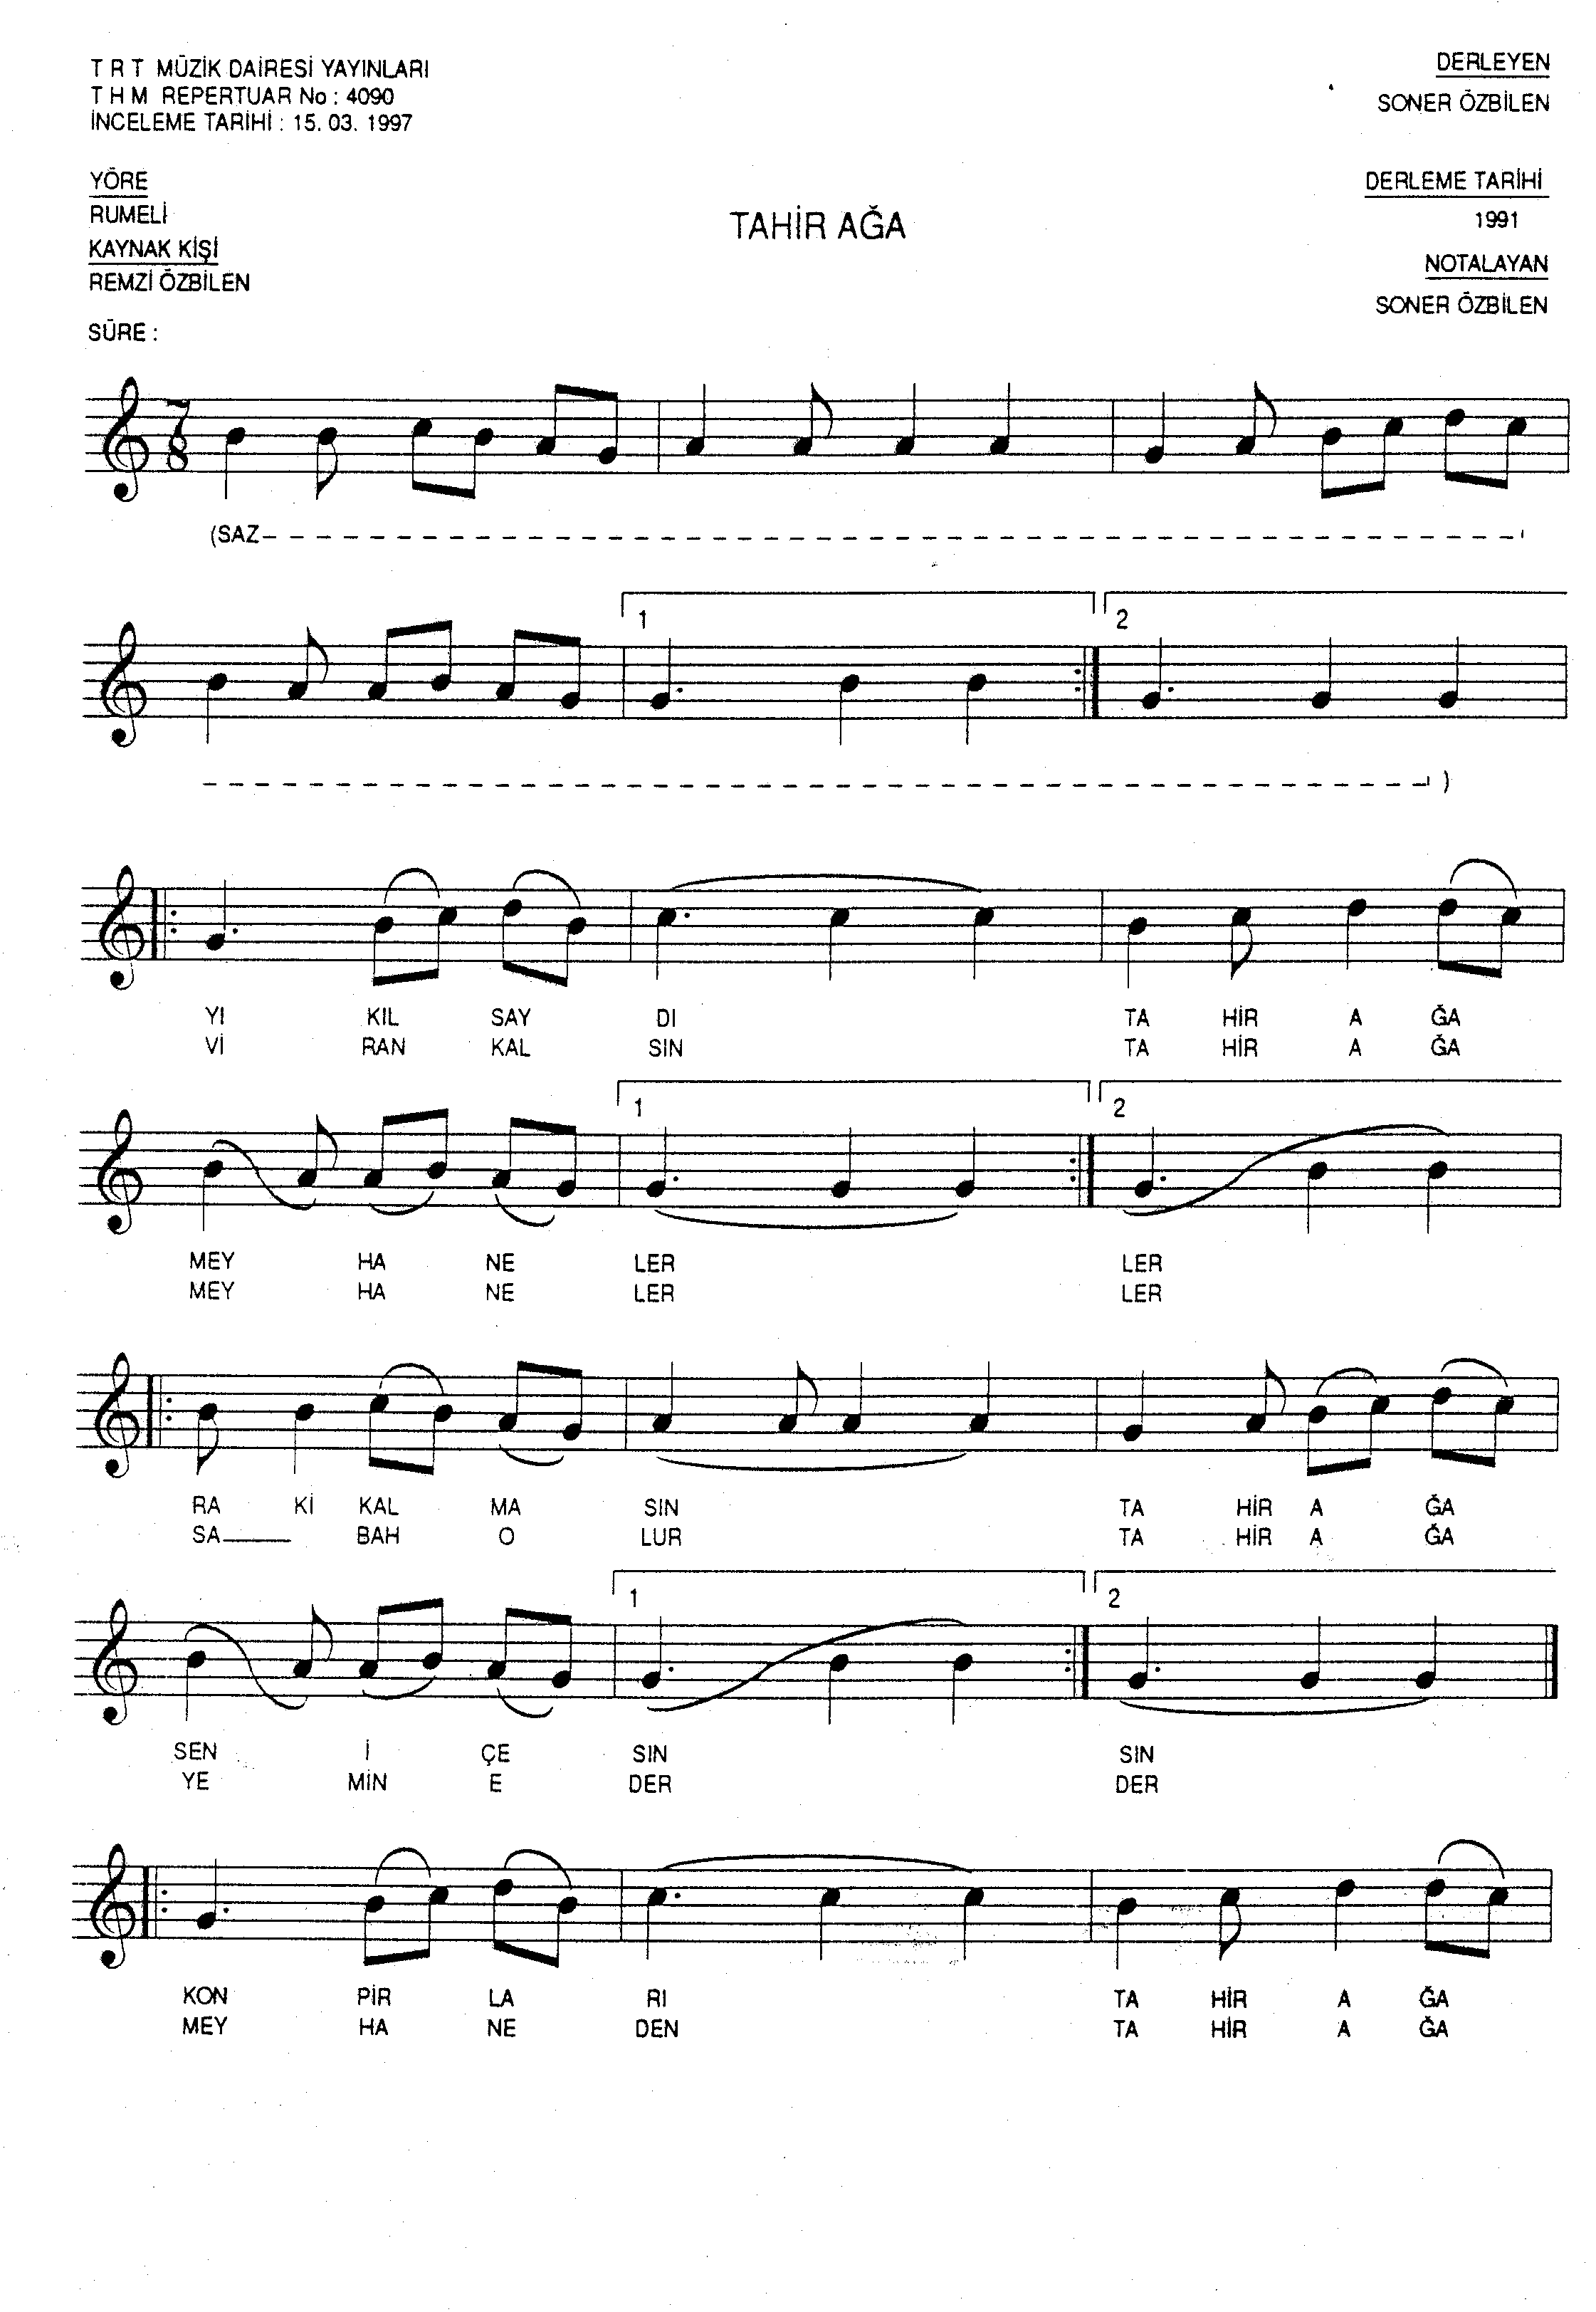 T R T MÜZİK DAİRESİ YAYINLARI
T H M REPERTUAR No : 4090
İNCELEME TARİHİ : 15. 03. 1997
DERLEYEN
SONER ÖZBİLEN
YÖRE
RUMELİ
KAYNAK KİŞİ
REMZİ ÖZBİLEN
SÜRE :
TAHİR AĞA
DERLEME TARİHİ
1991
NOTALAYAN
SONER ÖZBİLEN
7
8
(SAZ
1 2
)
YI KIL SAY DI TA HİR A ĞA
Vİ RAN KAL SIN TA HİR A ĞA
1 2
MEY HA NE LER LER
MEY HA NE LER LER
RA Kİ KAL MA SIN TA HİR A ĞA
SA BAH O LUR TA HİR A ĞA
1 2
SEN İ ÇE SIN SIN
YE MİN E DER DER
KON PİR LA RI TA HİR A ĞA
MEY HA NE DEN TA HİR A ĞA